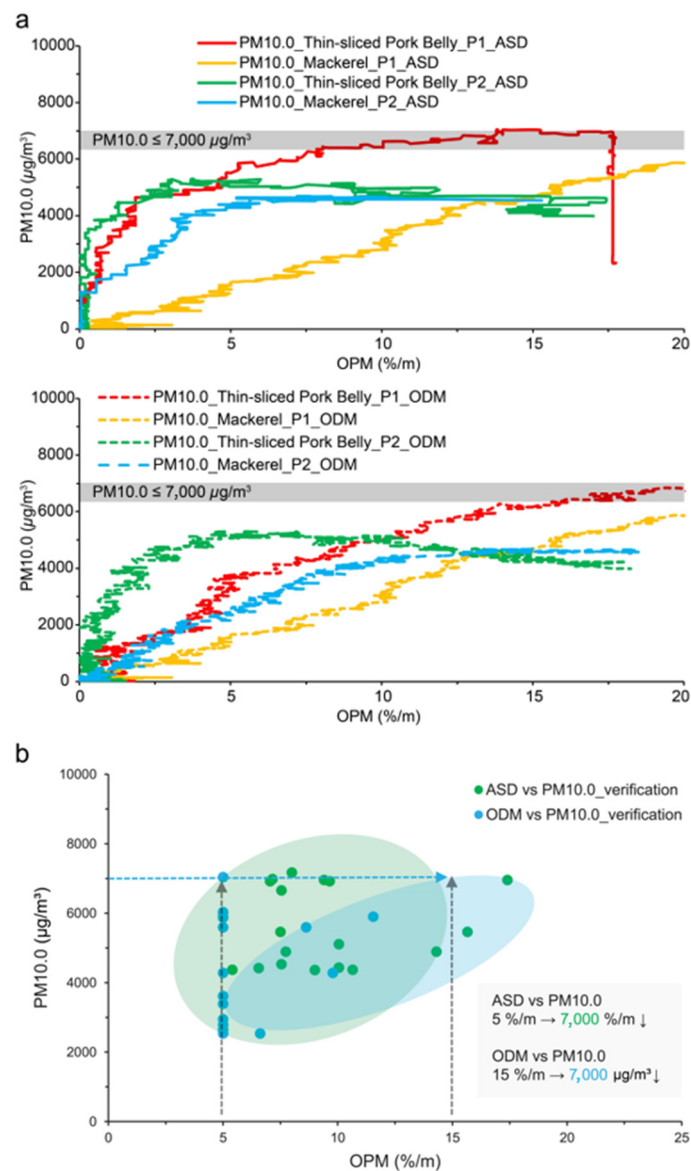 a
10000
8000
6000
4000
2000
0
PM10.0 (µg/m³)
PM10.0_Thin-sliced Pork Belly_P1_ASD
PM10.0_Mackerel_P1_ASD
PM10.0_Thin-sliced Pork Belly_P2_ASD
PM10.0_Mackerel_P2_ASD
PM10.0 ≤ 7,000 µg/m³
0 5 10 15 20
OPM (%/m)
10000
8000
6000
4000
2000
0
PM10.0 (µg/m³)
PM10.0_Thin-sliced Pork Belly_P1_ODM
PM10.0_Mackerel_P1_ODM
PM10.0_Thin-sliced Pork Belly_P2_ODM
PM10.0_Mackerel_P2_ODM
PM10.0 ≤ 7,000 µg/m³
0 5 10 15 20
OPM (%/m)
b
10000
8000
6000
4000
2000
0
PM10.0 (µg/m³)
ASD vs PM10.0_verification
ODM vs PM10.0_verification
ASD vs PM10.0
5 %/m → 7,000 %/m ↓
ODM vs PM10.0
15 %/m → 7,000 µg/m³↓
0 5 10 15 20 25
OPM (%/m)